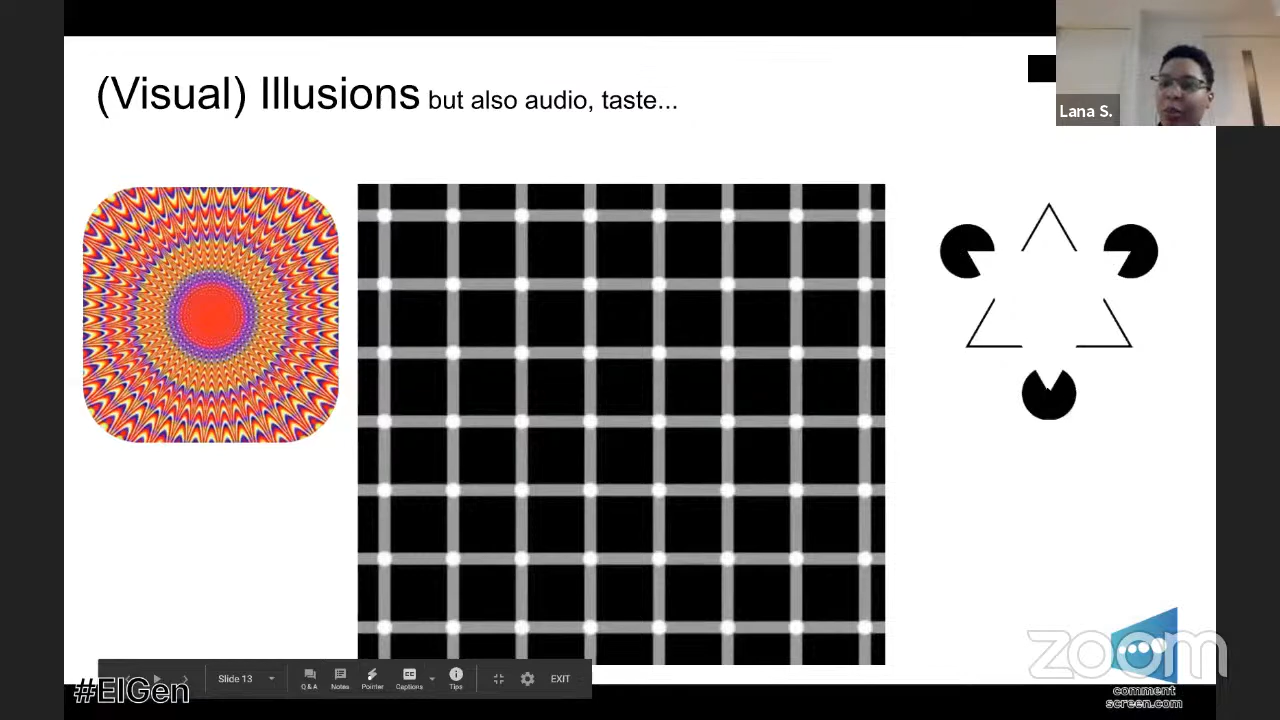 (Visual) Illusions but also audio, taste...
Lana S.
Slide 13
Q & A
Notes
Pointer
Captions
Tips
EXIT
#EIGen
zoom
comment
screen.com